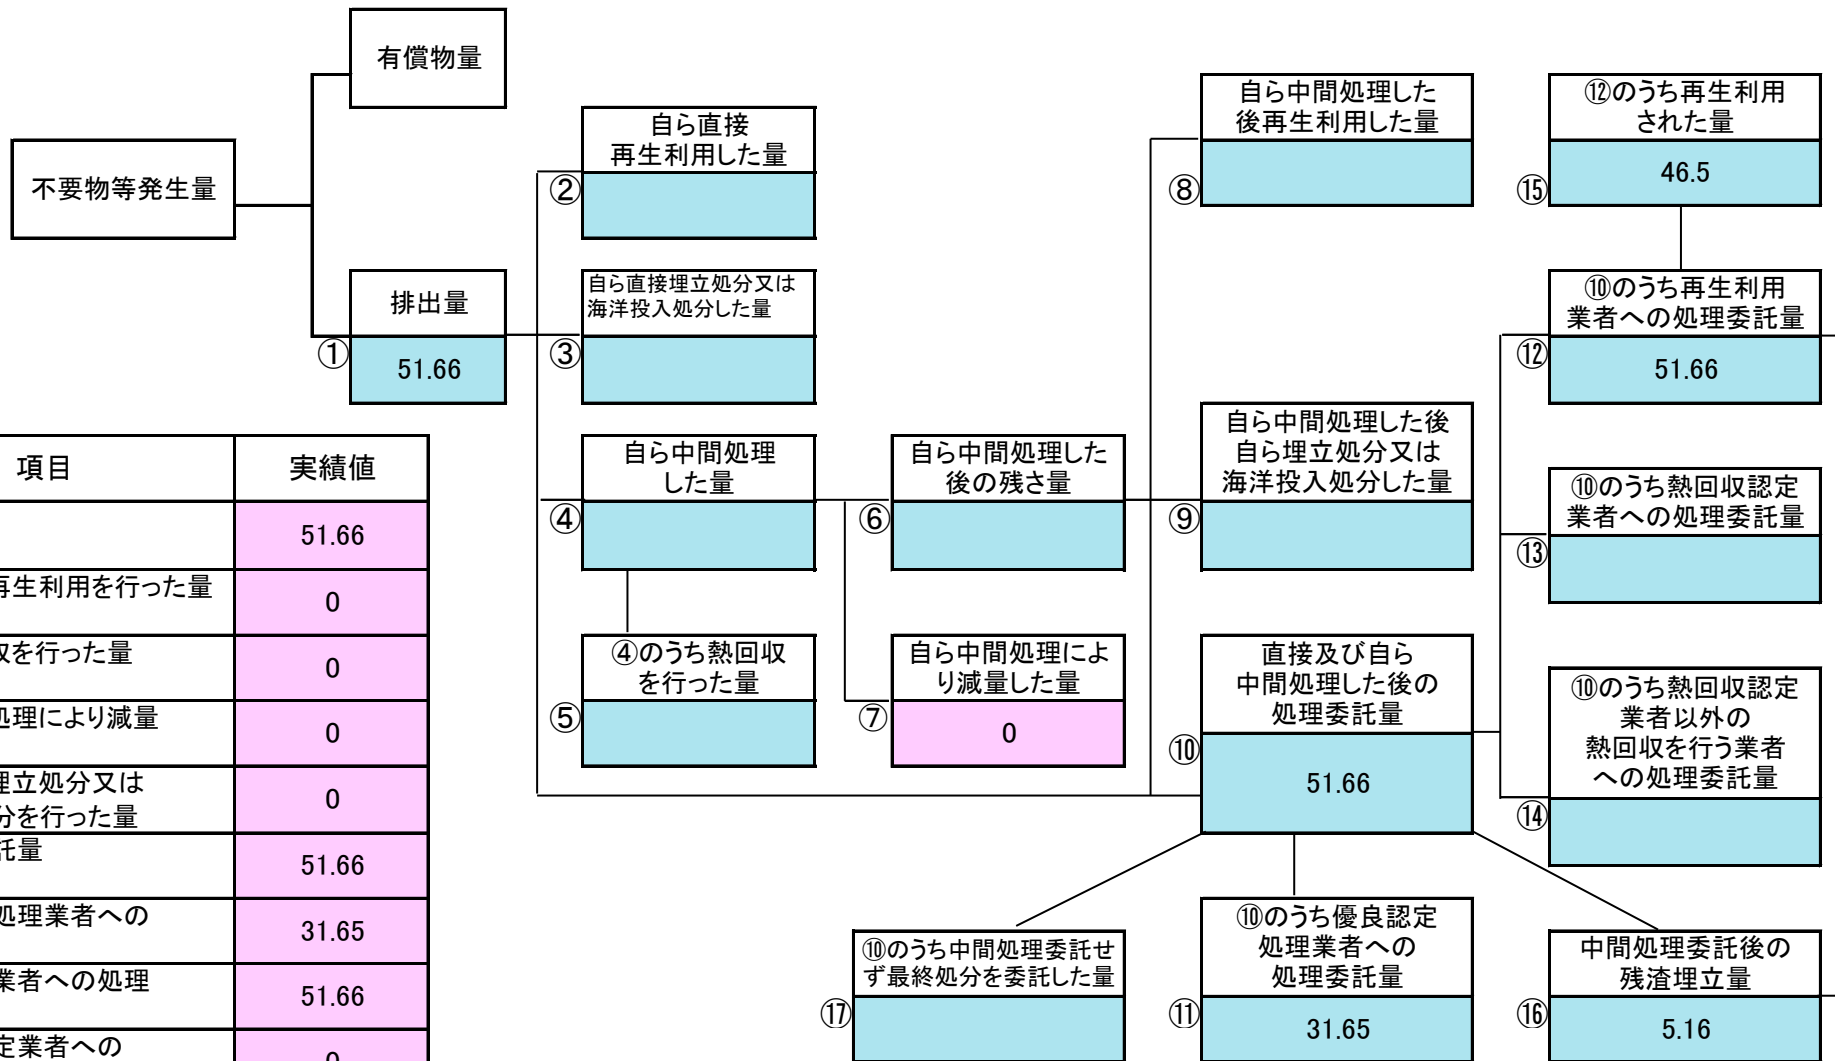 有償物量
不要物等発生量
排出量
①
51.66
自ら直接
再生利用した量
②
自ら直接埋立処分又は
海洋投入処分した量
③
自ら中間処理
した量
④
④のうち熱回収
を行った量
⑤
自ら中間処理した
後の残さ量
⑥
自ら中間処理によ
り減量した量
⑦
0
自ら中間処理した
後再生利用した量
⑧
自ら中間処理した後
自ら埋立処分又は
海洋投入処分した量
⑨
直接及び自ら
中間処理した後の
処理委託量
⑩
51.66
⑩のうち優良認定
処理業者への
処理委託量
⑪
31.65
⑫のうち再生利用
された量
⑮
46.5
⑩のうち再生利用
業者への処理委託量
⑫
51.66
⑩のうち熱回収認定
業者への処理委託量
⑬
⑩のうち熱回収認定
業者以外の
熱回収を行う業者
への処理委託量
⑭
中間処理委託後の
残渣埋立量
⑯
5.16
⑩のうち中間処理委託せ
ず最終処分を委託した量
⑰
項目 実績値
51.66
再生利用を行った量
0
収を行った量
0
処理により減量
0
埋立処分又は
分を行った量
0
託量
51.66
処理業者への
31.65
業者への処理
51.66
定業者への
0